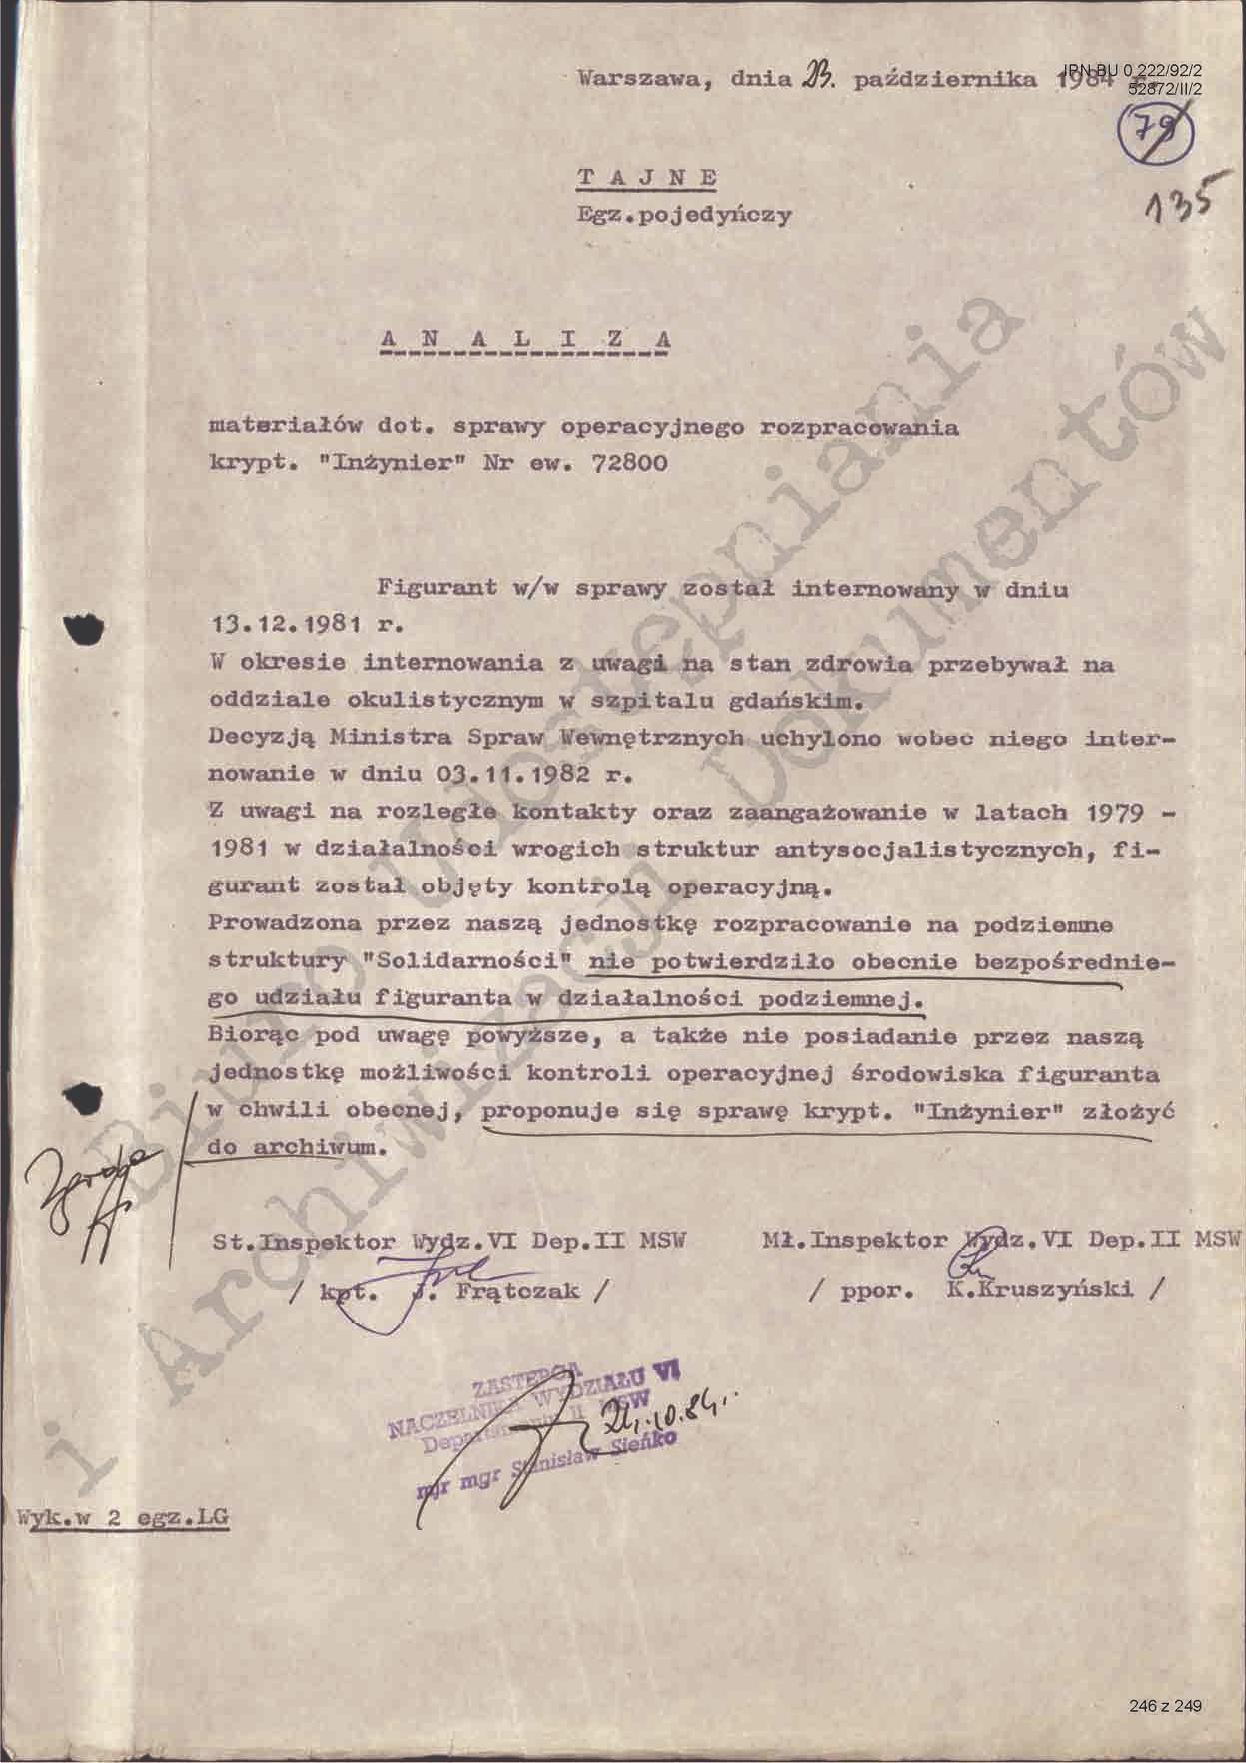 Warszawa, dnia 23. października 1984 r.
IPN BU 0 222/92/2
52872/II/2
79
135
T A J N E
Egz.pojedyńczy
A N A L I Z A
materiałów dot. sprawy operacyjnego rozpracowania
krypt. "Inżynier" Nr ew. 72800
Figurant w/w sprawy został internowany w dniu
13.12.1981 r.
W okresie internowania z uwagi na stan zdrowia przebywał na
oddziale okulistycznym w szpitalu gdańskim.
Decyzją Ministra Spraw Wewnętrznych uchylono wobec niego inter-
nowanie w dniu 03.11.1982 r.
Z uwagi na rozległe kontakty oraz zaangażowanie w latach 1979 -
1981 w działalności wrogich struktur antysocjalistycznych, fi-
gurant został objęty kontrolą operacyjną.
Prowadzona przez naszą jednostkę rozpracowanie na podziemne
struktury "Solidarności" nie potwierdziło obecnie bezpośrednie-
go udziału figuranta w działalności podziemnej.
Biorąc pod uwagę powyższe, a także nie posiadanie przez naszą
jednostkę możliwości kontroli operacyjnej środowiska figuranta
w chwili obecnej, proponuje się sprawę krypt. "Inżynier" złożyć
do archiwum.
Zgoda
St.Inspektor Wydz.VI Dep.II MSW Mł.Inspektor Wydz.VI Dep.II MSW
/ kpt. J. Frątczak / / ppor. K.Kruszyński /
ZASTĘPCA
NACZELNIKA WYDZIAŁU VI
Departamentu II MSW
24.10.84r.
mjr mgr Stanisław Sieńko
Wyk.w 2 egz.LG
Biuro Udostępniania
i Archiwizacji Dokumentów
246 z 249